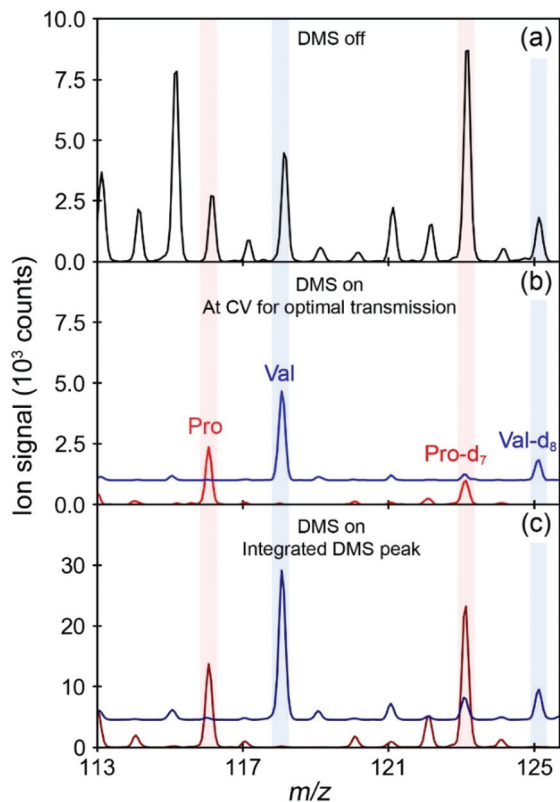 (a)
DMS off
10.0
7.5
5.0
2.5
0.0
(b)
DMS on
At CV for optimal transmission
7.5
5.0
2.5
0.0
Val
Pro
Pro-d₇
Val-d₈
Ion signal (10³ counts)
(c)
DMS on
Integrated DMS peak
30
20
10
0
113
117
121
125
m/z